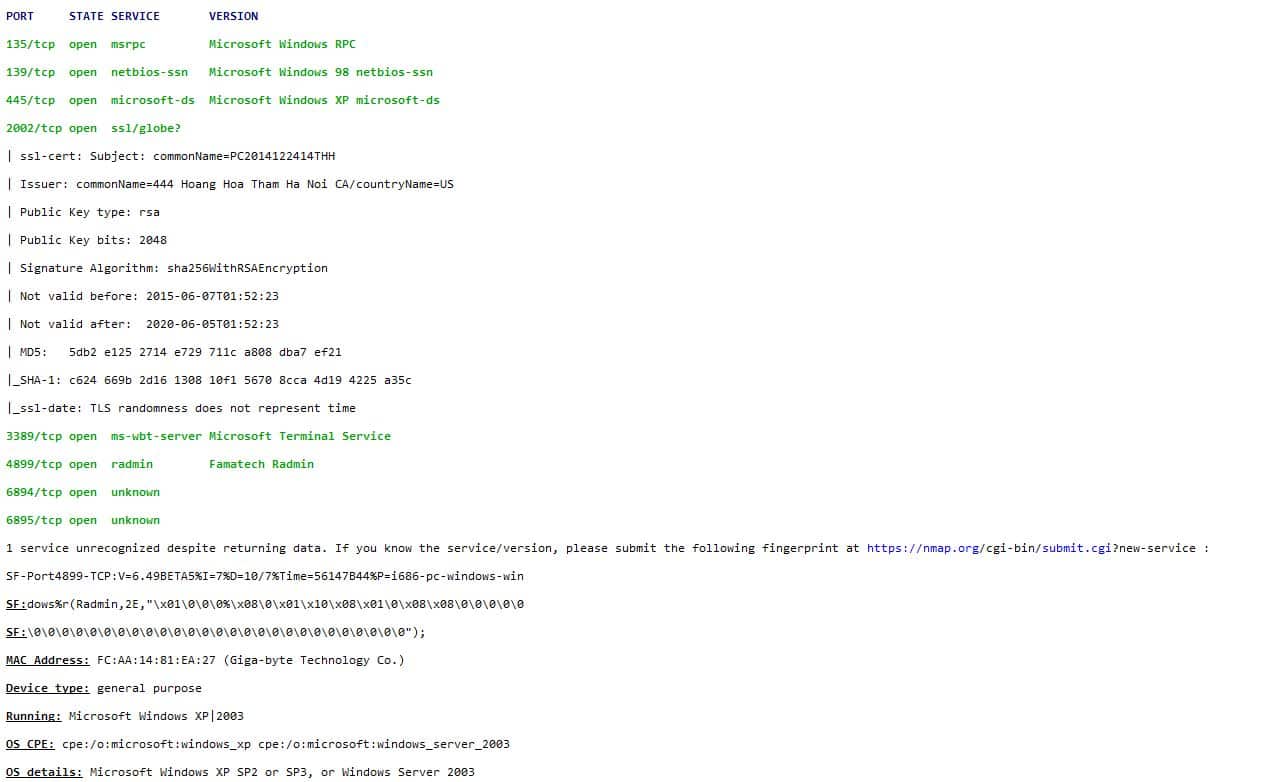 PORT     STATE SERVICE       VERSION
135/tcp  open  msrpc         Microsoft Windows RPC
139/tcp  open  netbios-ssn   Microsoft Windows 98 netbios-ssn
445/tcp  open  microsoft-ds  Microsoft Windows XP microsoft-ds
2002/tcp open  ssl/globe?
| ssl-cert: Subject: commonName=PC2014122414THH
| Issuer: commonName=444 Hoang Hoa Tham Ha Noi CA/countryName=US
| Public Key type: rsa
| Public Key bits: 2048
| Signature Algorithm: sha256WithRSAEncryption
| Not valid before: 2015-06-07T01:52:23
| Not valid after:  2020-06-05T01:52:23
| MD5:   5db2 e125 2714 e729 711c a808 dba7 ef21
|_SHA-1: c624 669b 2d16 1308 10f1 5670 8cca 4d19 4225 a35c
|_ssl-date: TLS randomness does not represent time
3389/tcp open  ms-wbt-server Microsoft Terminal Service
4899/tcp open  radmin        Famatech Radmin
6894/tcp open  unknown
6895/tcp open  unknown
1 service unrecognized despite returning data. If you know the service/version, please submit the following fingerprint at https://nmap.org/cgi-bin/submit.cgi?new-service :
SF-Port4899-TCP:V=6.49BETA5%I=7%D=10/7%Time=56147B44%P=i686-pc-windows-win
SF:dows%r(Radmin,2E,"\x01\0\0\0%\x08\0\x01\x10\x08\x01\0\x08\x08\0\0\0\0\0
SF:\0\0\0\0\0\0\0\0\0\0\0\0\0\0\0\0\0\0\0\0\0\0\0\0\0\0\0");
MAC Address: FC:AA:14:81:EA:27 (Giga-byte Technology Co.)
Device type: general purpose
Running: Microsoft Windows XP|2003
OS CPE: cpe:/o:microsoft:windows_xp cpe:/o:microsoft:windows_server_2003
OS details: Microsoft Windows XP SP2 or SP3, or Windows Server 2003